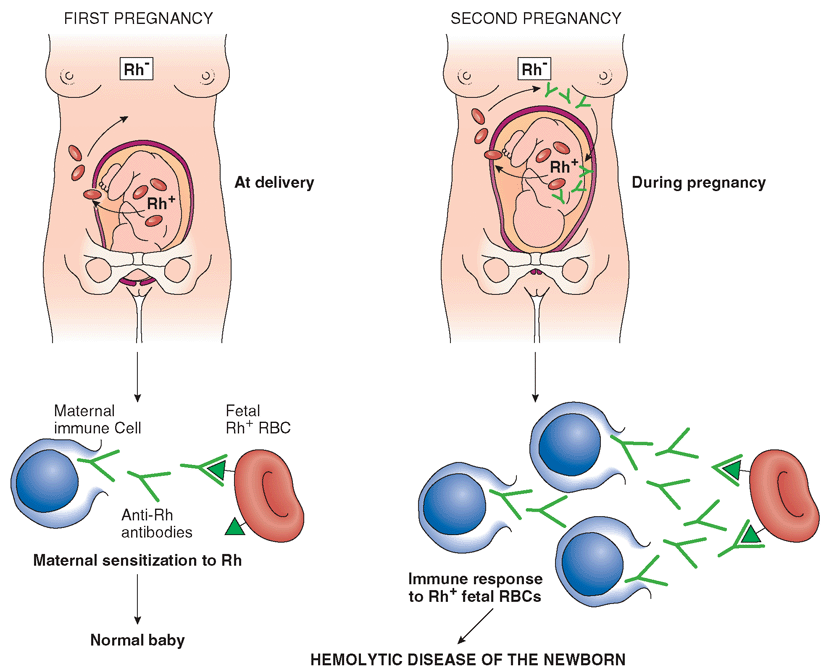 FIRST PREGNANCY
Rh⁻
At delivery
Rh⁺
Maternal
immune Cell
Fetal
Rh⁺ RBC
Anti-Rh
antibodies
Maternal sensitization to Rh
Normal baby
SECOND PREGNANCY
Rh⁻
Rh⁺
During pregnancy
Immune response
to Rh⁺ fetal RBCs
HEMOLYTIC DISEASE OF THE NEWBORN